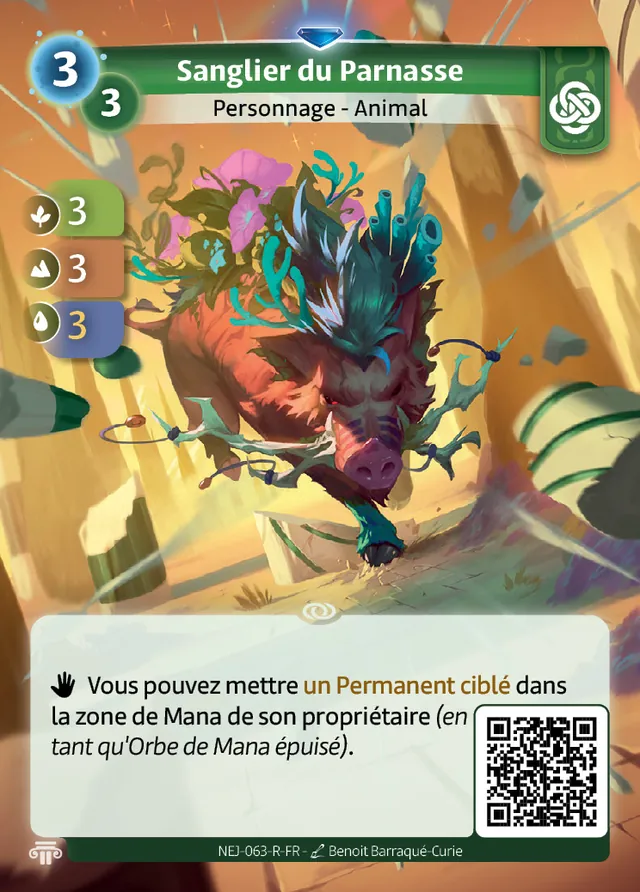 3
Sanglier du Parnasse
3
Personnage - Animal
3
3
3
Vous pouvez mettre un Permanent ciblé dans
la zone de Mana de son propriétaire (en
tant qu'Orbe de Mana épuisé).
NEJ-063-R-FR - Benoit Barraqué-Curie